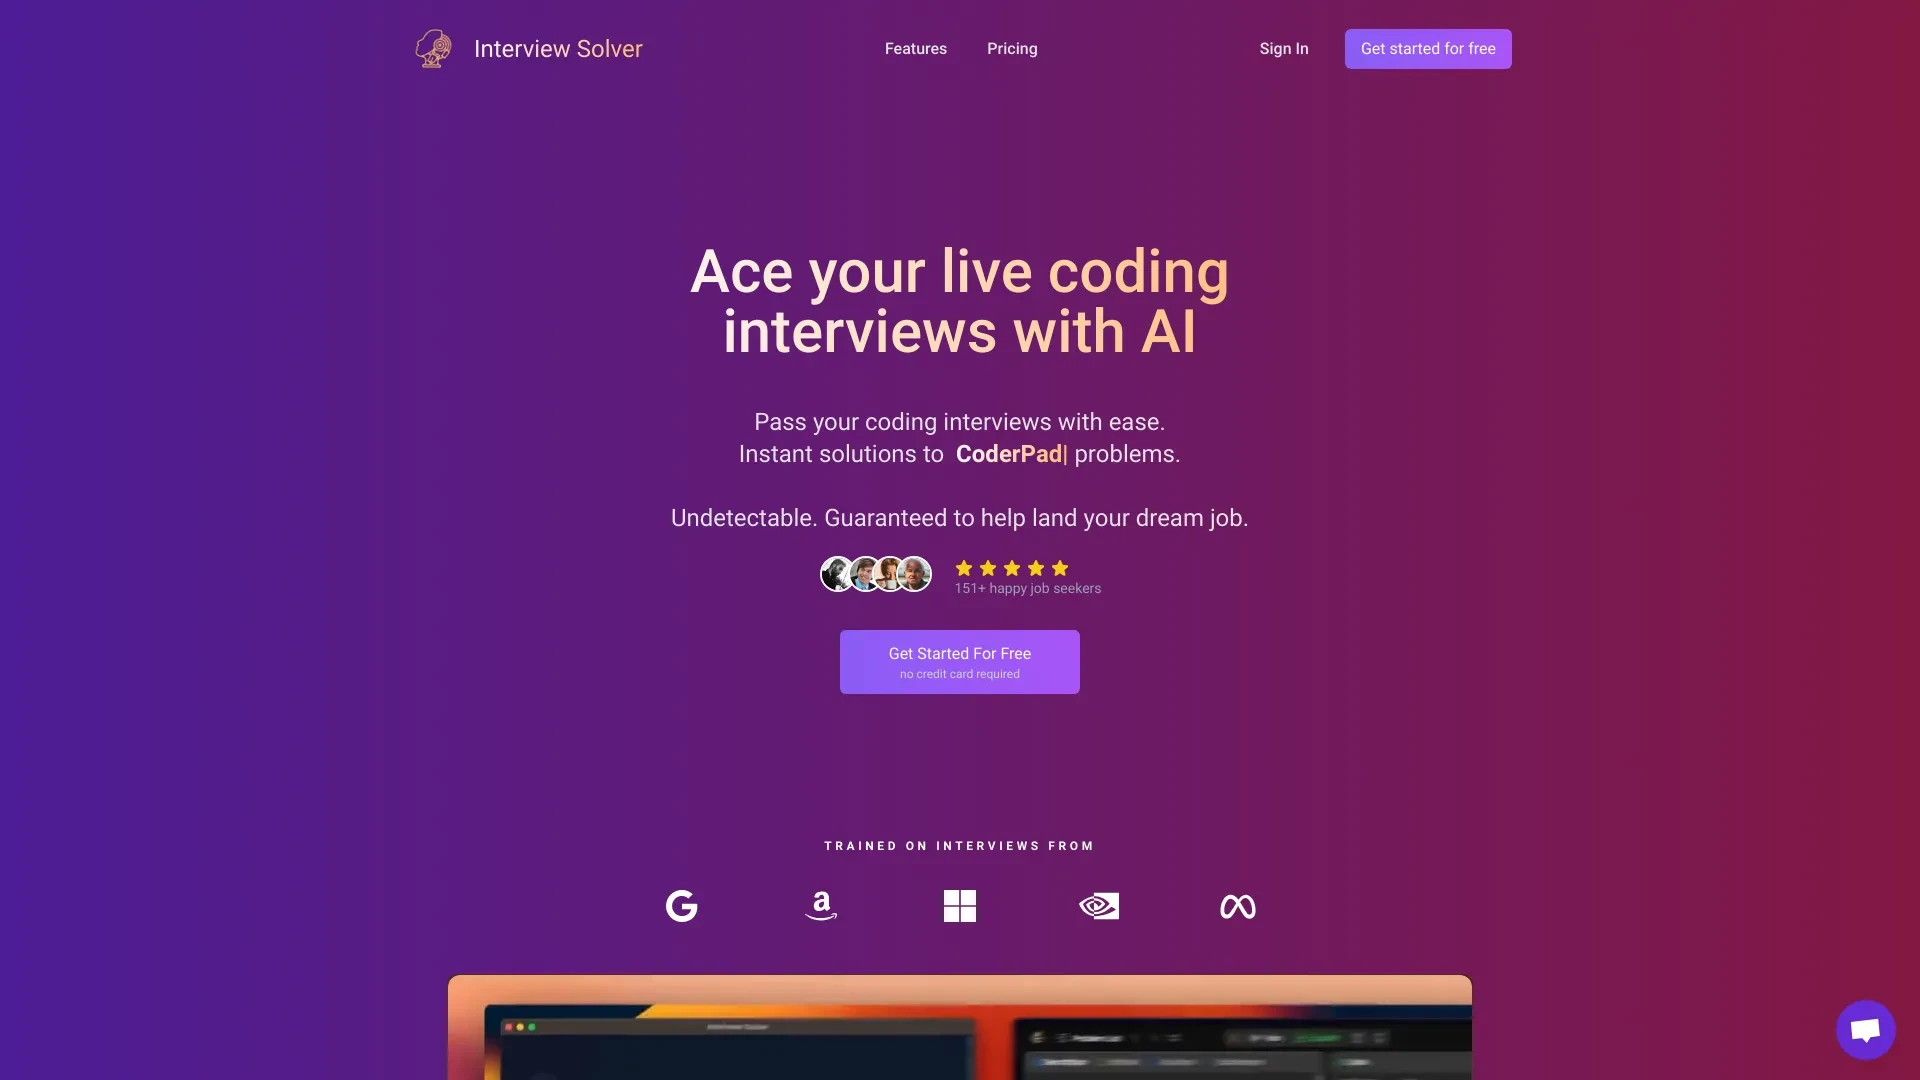 Interview Solver
Features
Pricing
Sign In
Get started for free
Ace your live coding
interviews with AI
Pass your coding interviews with ease.
Instant solutions to CoderPad| problems.
Undetectable. Guaranteed to help land your dream job.
151+ happy job seekers
Get Started For Free
no credit card required
TRAINED ON INTERVIEWS FROM